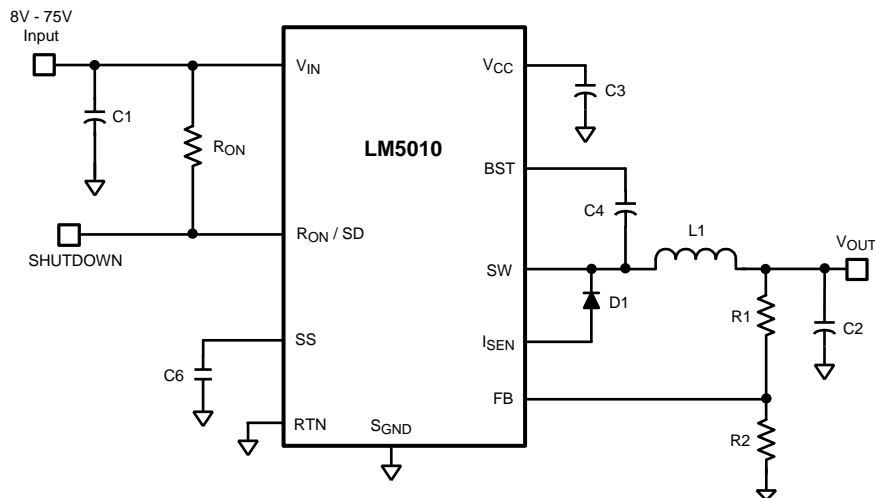 8V - 75V
Input
VIN
VCC
C3
C1
RON
LM5010
BST
C4
L1
VOUT
RON / SD
SHUTDOWN
SW
D1
R1
C2
ISEN
SS
C6
FB
RTN
SGND
R2